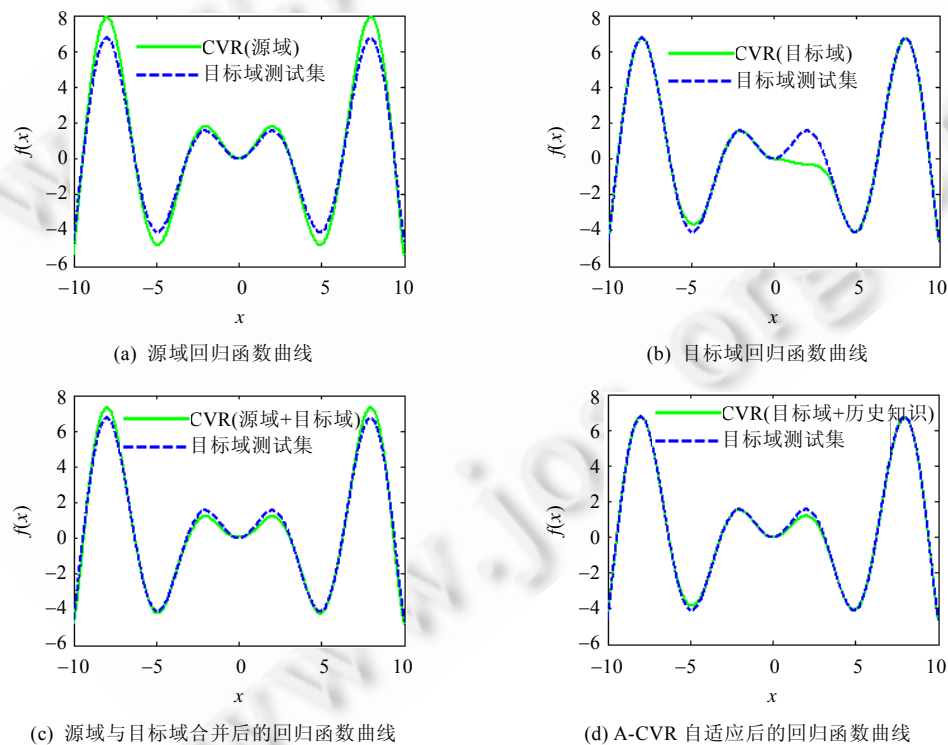 8
6
4
2
0
−2
−4
−6
f(x)
CVR(源域)
目标域测试集
−10 −5 0 5 10
x
(a) 源域回归函数曲线
8
6
4
2
0
−2
−4
−6
f(x)
CVR(目标域)
目标域测试集
−10 −5 0 5 10
x
(b) 目标域回归函数曲线
8
6
4
2
0
−2
−4
−6
f(x)
CVR(源域+目标域)
目标域测试集
−10 −5 0 5 10
x
(c) 源域与目标域合并后的回归函数曲线
8
6
4
2
0
−2
−4
−6
f(x)
CVR(目标域+历史知识)
目标域测试集
−10 −5 0 5 10
x
(d) A-CVR 自适应后的回归函数曲线